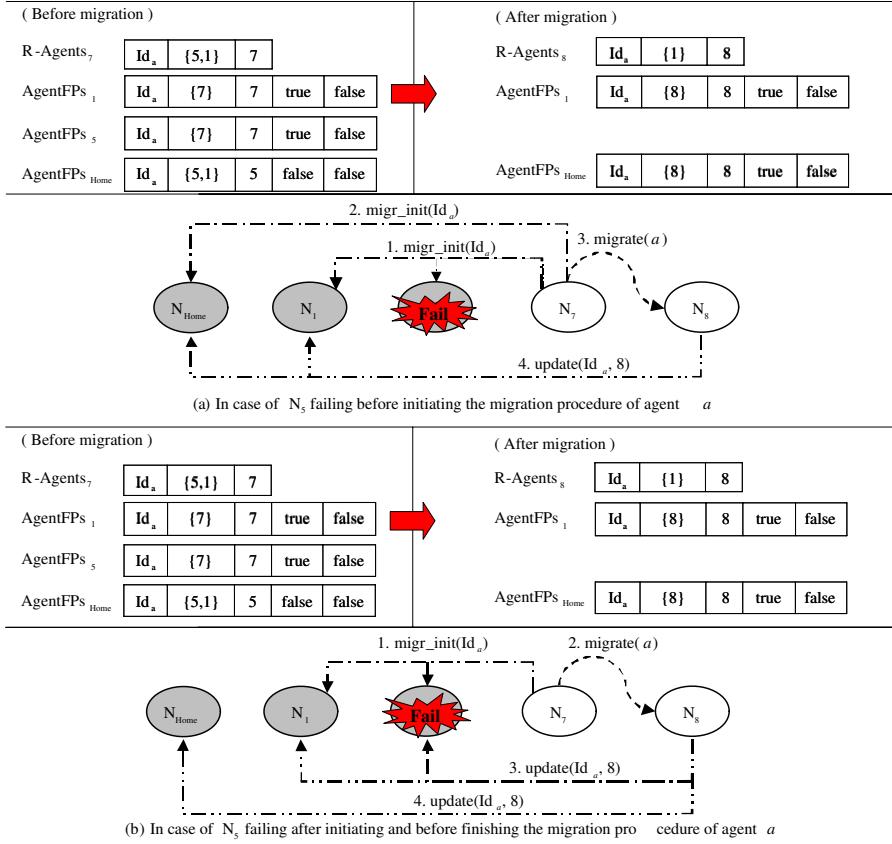 ( Before migration )
( After migration )
R-Agents7 Ida {5,1} 7
R-Agents8 Ida {1} 8
AgentFPs1 Ida {7} 7 true false
AgentFPs1 Ida {8} 8 true false
AgentFPs5 Ida {7} 7 true false
AgentFPsHome Ida {5,1} 5 false false
AgentFPsHome Ida {8} 8 true false
2. migr_init(Ida)
3. migrate(a)
1. migr_init(Ida)
NHome N1 Fail N7 N8
4. update(Ida, 8)
(a) In case of N5 failing before initiating the migration procedure of agent a
( Before migration )
( After migration )
R-Agents7 Ida {5,1} 7
R-Agents8 Ida {1} 8
AgentFPs1 Ida {7} 7 true false
AgentFPs1 Ida {8} 8 true false
AgentFPs5 Ida {7} 7 true false
AgentFPsHome Ida {5,1} 5 false false
AgentFPsHome Ida {8} 8 true false
1. migr_init(Ida)
2. migrate(a)
NHome N1 Fail N7 N8
3. update(Ida, 8)
4. update(Ida, 8)
(b) In case of N5 failing after initiating and before finishing the migration pro cedure of agent a